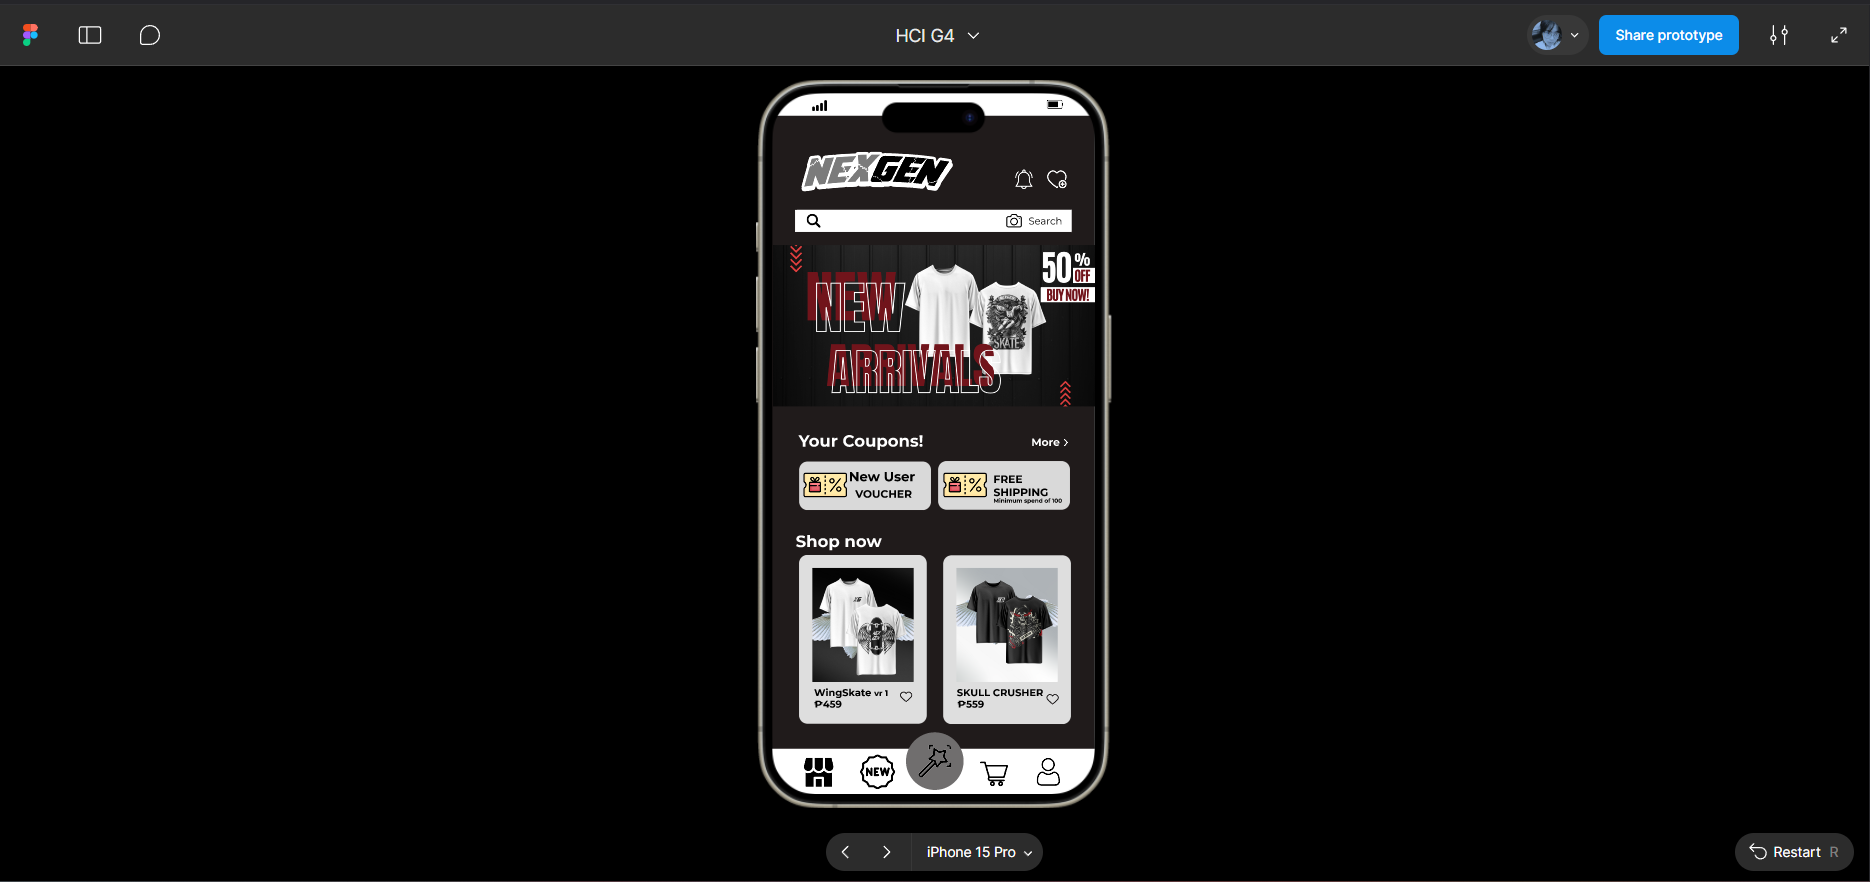 HCI G4
Share prototype
NEXGEN
Search
50% OFF
BUY NOW!
NEW
ARRIVALS
SKATE
Your Coupons!
More >
New User
VOUCHER
FREE
SHIPPING
Minimum spend of 100
Shop now
WingSkate vr 1
₱459
SKULL CRUSHER
₱559
NEW
iPhone 15 Pro
Restart R